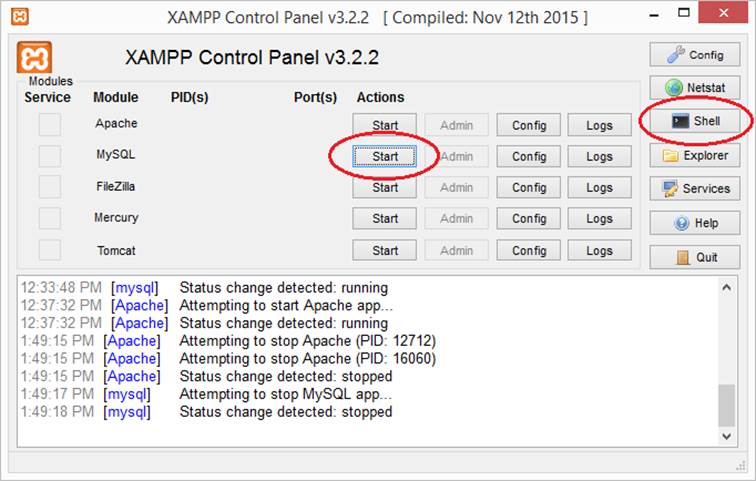 XAMPP Control Panel v3.2.2 [ Compiled: Nov 12th 2015 ]
XAMPP Control Panel v3.2.2
Config
Modules
Service Module PID(s) Port(s) Actions
Netstat
Apache Start Admin Config Logs
Shell
MySQL Start Admin Config Logs
Explorer
FileZilla Start Admin Config Logs
Services
Mercury Start Admin Config Logs
Help
Tomcat Start Admin Config Logs
Quit
12:33:48 PM [mysql] Status change detected: running
12:37:32 PM [Apache] Attempting to start Apache app...
12:37:32 PM [Apache] Status change detected: running
1:49:15 PM [Apache] Attempting to stop Apache (PID: 12712)
1:49:15 PM [Apache] Attempting to stop Apache (PID: 16060)
1:49:15 PM [Apache] Status change detected: stopped
1:49:17 PM [mysql] Attempting to stop MySQL app...
1:49:18 PM [mysql] Status change detected: stopped